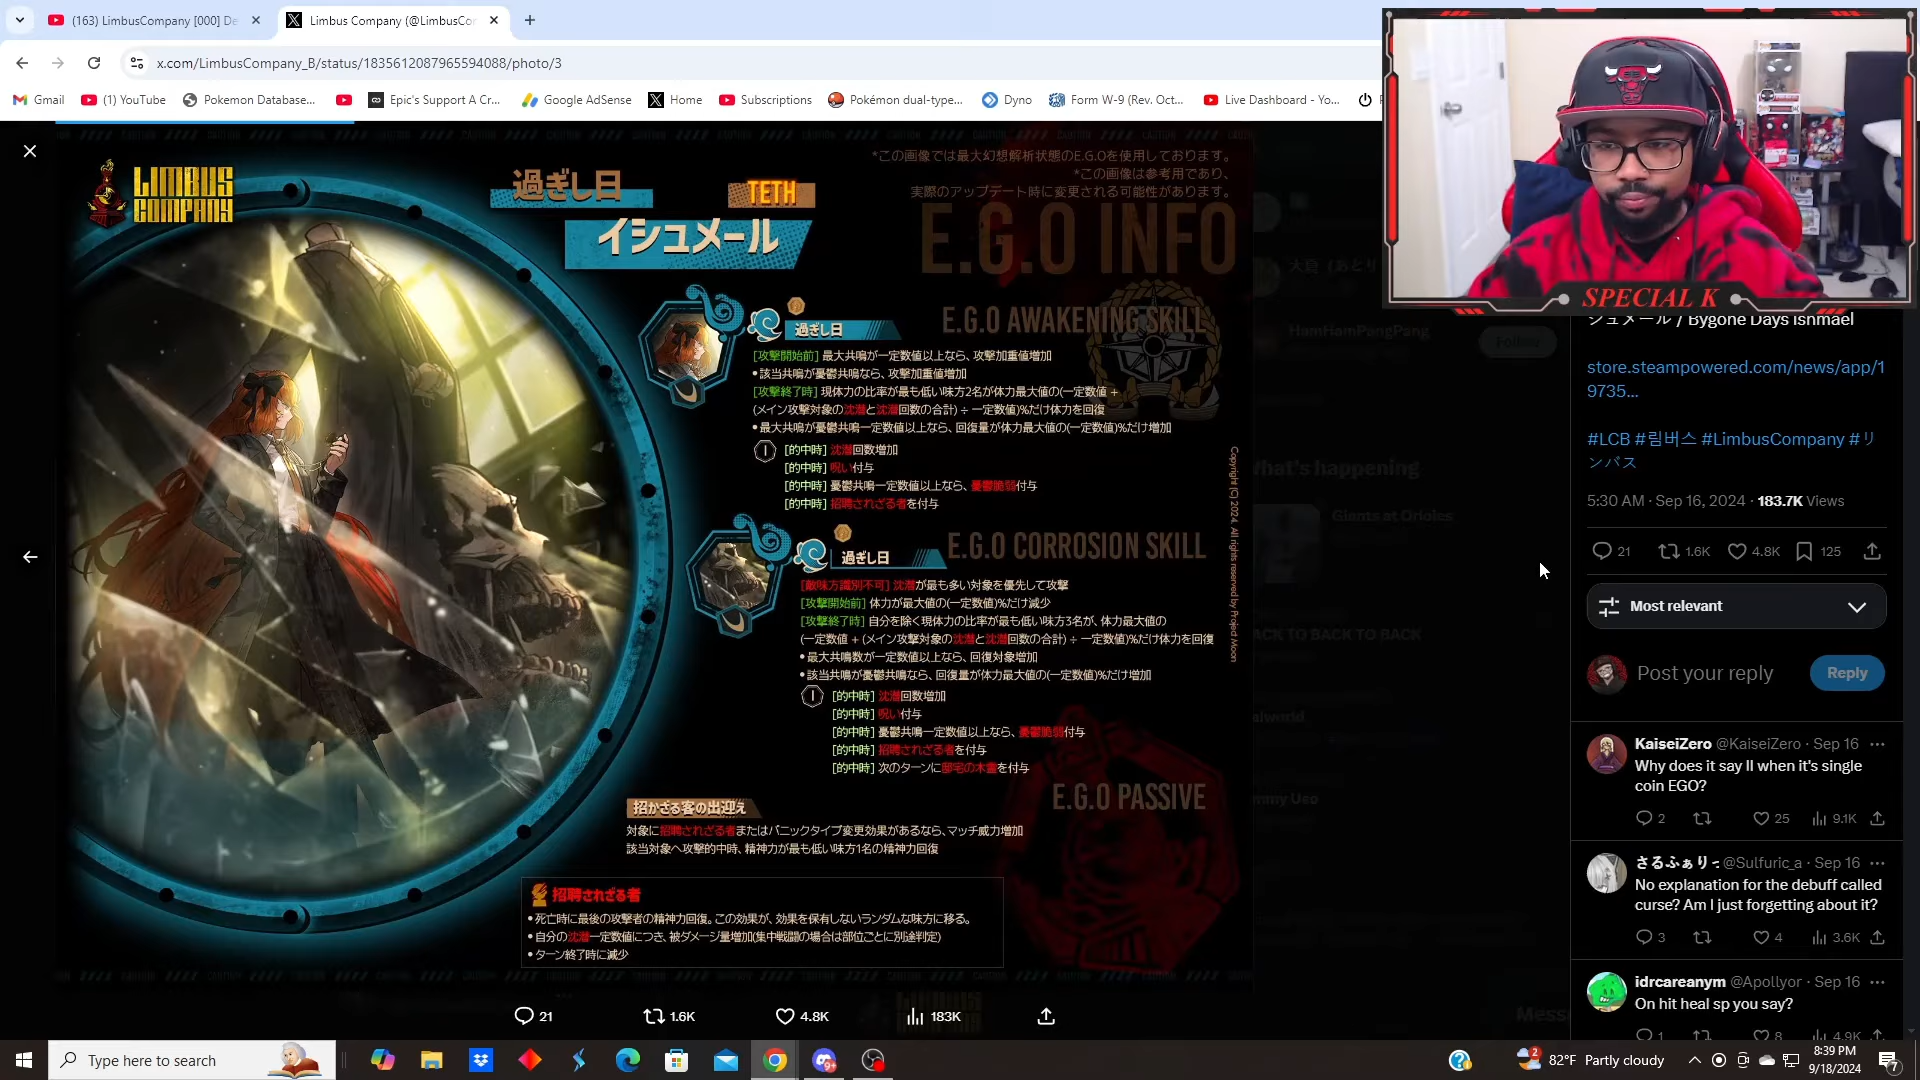 (163) LimbusCompany [000] De
Limbus Company (@LimbusCor
x.com/LimbusCompany_B/status/1835612087965594088/photo/3
Gmail
(1) YouTube
Pokemon Database...
Epic's Support A Cr...
Google AdSense
Home
Subscriptions
Pokémon dual-type...
Dyno
Form W-9 (Rev. Oct...
Live Dashboard - Yo...
SPECIAL K
LIMBUS
COMPANY
過ぎし日
TETH
イシュメール
*この画像では最大幻想解析状態のE.G.Oを使用しております。
*この画像は参考用であり、
実際のアップデート時に変更される可能性があります。
E.G.O INFO
E.G.O AWAKENING SKILL
過ぎし日
[攻撃開始前] 最大共鳴が一定数値以上なら、攻撃加重値増加
•該当共鳴が憂鬱共鳴なら、攻撃加重値増加
[攻撃終了時] 現体力の比率が最も低い味方2名が体力最大値の(一定数値 +
(メイン攻撃対象の沈潜と沈潜回数の合計) ÷ 一定数値)%だけ体力を回復
•最大共鳴が憂鬱共鳴一定数値以上なら、回復量が体力最大値の(一定数値)%だけ増加
I
[的中時] 沈潜回数増加
[的中時] 呪い付与
[的中時] 憂鬱共鳴一定数値以上なら、憂鬱脆弱付与
[的中時] 招聘されざる者を付与
E.G.O CORROSION SKILL
過ぎし日
[敵味方識別不可] 沈潜が最も多い対象を優先して攻撃
[攻撃開始前] 体力が最大値の(一定数値)%だけ減少
[攻撃終了時] 自分を除く現体力の比率が最も低い味方3名が、体力最大値の
(一定数値 + (メイン攻撃対象の沈潜と沈潜回数の合計) ÷ 一定数値)%だけ体力を回復
•最大共鳴数が一定数値以上なら、回復対象増加
•該当共鳴が憂鬱共鳴なら、回復量が体力最大値の(一定数値)%だけ増加
I
[的中時] 沈潜回数増加
[的中時] 呪い付与
[的中時] 憂鬱共鳴一定数値以上なら、憂鬱脆弱付与
[的中時] 招聘されざる者を付与
[的中時] 次のターンに邸宅の木霊を付与
E.G.O PASSIVE
招かざる客の出迎え
対象に招聘されざる者またはパニックタイプ変更効果があるなら、マッチ威力増加
該当対象へ攻撃的中時、精神力が最も低い味方1名の精神力回復
招聘されざる者
•死亡時に最後の攻撃者の精神力回復。この効果が、効果を保有しないランダムな味方に移る。
•自分の沈潜一定数値につき、被ダメージ量増加(集中戦闘の場合は部位ごとに別途判定)
•ターン終了時に減少
Copyright (C) 2024. All rights reserved by Project Moon
HamHamPangPang
Follow
What's happening
Giants at Orioles
BACK TO BACK TO BACK
21
1.6K
4.8K
183K
シュメール / Bygone Days Ishmael
store.steampowered.com/news/app/1
9735...
#LCB #림버스 #LimbusCompany #リ
ンバス
5:30 AM · Sep 16, 2024 · 183.7K Views
21
1.6K
4.8K
125
Most relevant
Post your reply
Reply
KaiseiZero @KaiseiZero · Sep 16
Why does it say II when it's single
coin EGO?
2
25
9.1K
さるふぁりっ @Sulfuric_a · Sep 16
No explanation for the debuff called
curse? Am I just forgetting about it?
3
4
3.6K
idrcareanym @Apollyor · Sep 16
On hit heal sp you say?
1
8
4.9K
Type here to search
82°F Partly cloudy
8:39 PM
9/18/2024